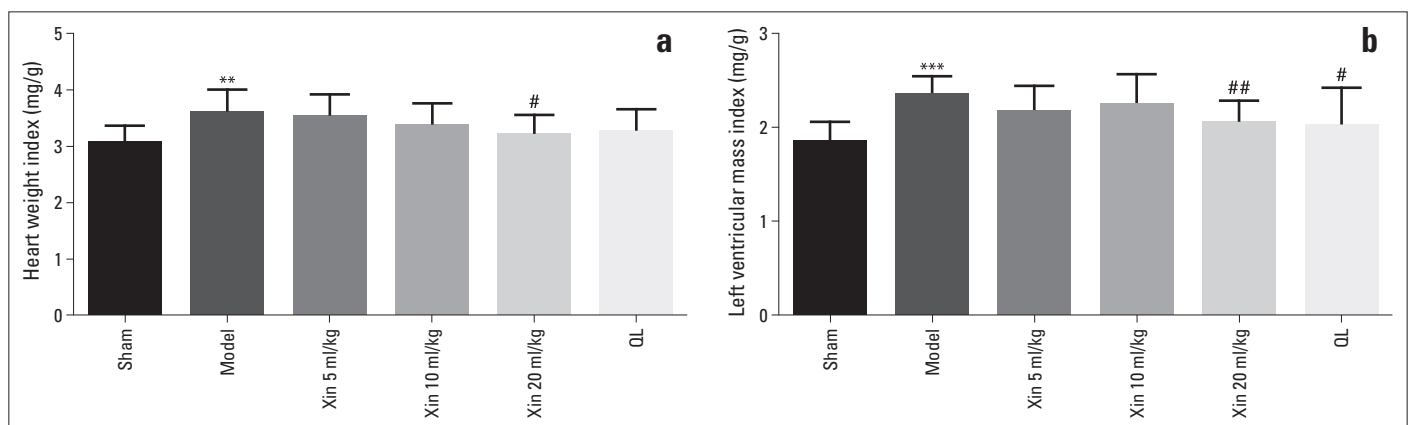 a
Heart weight index (mg/g)
5
4
3
2
1
0
**
#
Sham
Model
Xin 5 ml/kg
Xin 10 ml/kg
Xin 20 ml/kg
QL
b
Left ventricular mass index (mg/g)
3
2
1
0
***
##
#
Sham
Model
Xin 5 ml/kg
Xin 10 ml/kg
Xin 20 ml/kg
QL